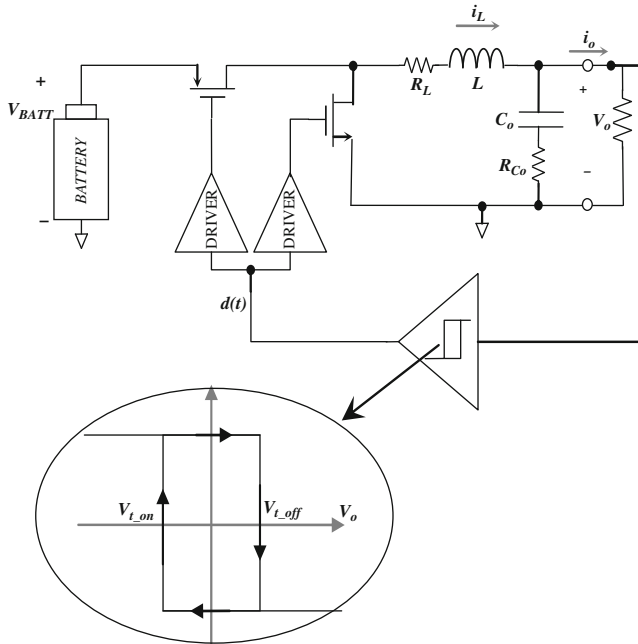 i_L
i_o
+
V_BATT
BATTERY
−
R_L
L
+
C_o
V_o
R_Co
−
DRIVER
DRIVER
d(t)
V_t_on
V_t_off
V_o